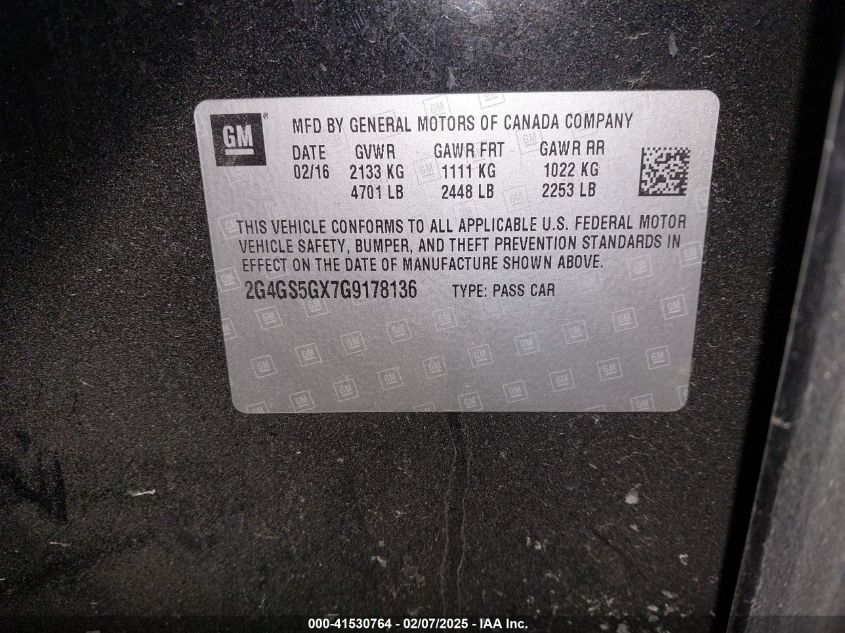 GM
MFD BY GENERAL MOTORS OF CANADA COMPANY
DATE GVWR GAWR FRT GAWR RR
02/16 2133 KG 1111 KG 1022 KG
4701 LB 2448 LB 2253 LB
THIS VEHICLE CONFORMS TO ALL APPLICABLE U.S. FEDERAL MOTOR
VEHICLE SAFETY, BUMPER, AND THEFT PREVENTION STANDARDS IN
EFFECT ON THE DATE OF MANUFACTURE SHOWN ABOVE.
2G4GS5GX7G9178136 TYPE: PASS CAR
000-41530764 — 02/07/2025 - IAA Inc.